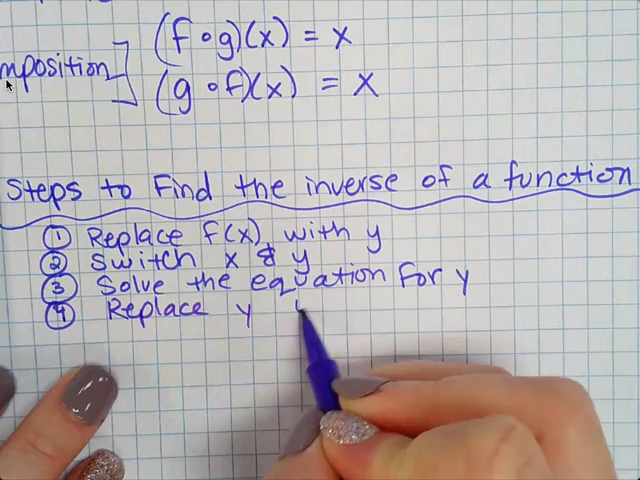 (f∘g)(x) = x
mposition
(g∘f)(x) = x
Steps to Find the inverse of a function
① Replace f(x) with y
② Switch x & y
③ Solve the equation for y
④ Replace y